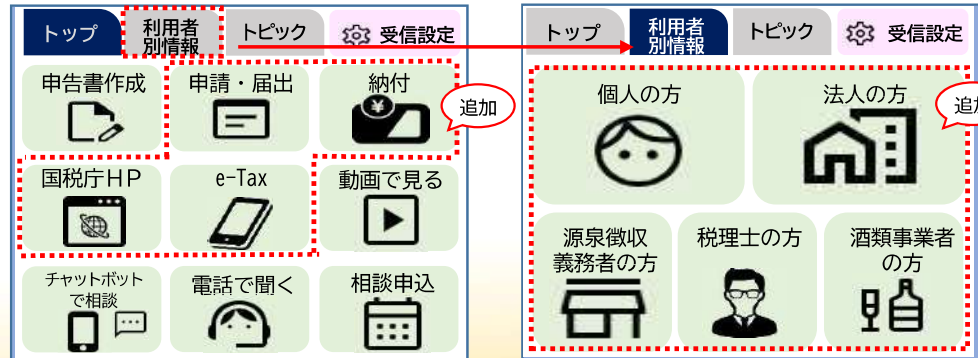 トップ
利用者
別情報
トピック
受信設定
申告書作成
申請・届出
納付
¥
追加
国税庁HP
e-Tax
動画で見る
チャットボット
で相談
電話で聞く
相談申込
トップ
利用者
別情報
トピック
受信設定
個人の方
法人の方
追加
源泉徴収
義務者の方
税理士の方
酒類事業者
の方